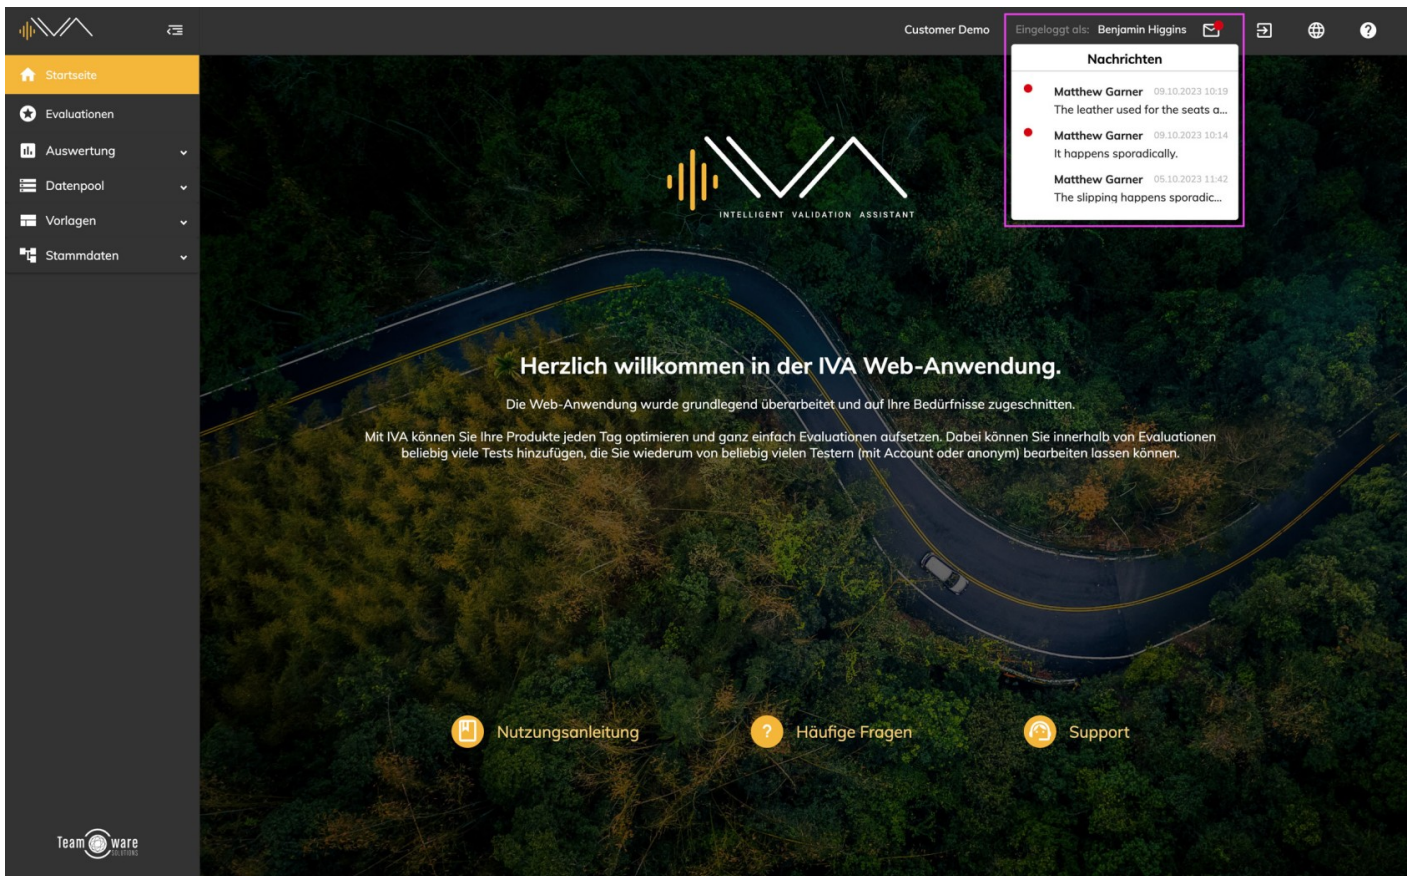 IVA
Customer Demo
Eingeloggt als: Benjamin Higgins
?
Startseite
Evaluationen
Auswertung
Datenpool
Vorlagen
Stammdaten
Nachrichten
Matthew Garner 09.10.2023 10:19
The leather used for the seats a...
Matthew Garner 09.10.2023 10:14
It happens sporadically.
Matthew Garner 05.10.2023 11:42
The slipping happens sporadic...
IVA
INTELLIGENT VALIDATION ASSISTANT
Herzlich willkommen in der IVA Web-Anwendung.
Die Web-Anwendung wurde grundlegend überarbeitet und auf Ihre Bedürfnisse zugeschnitten.
Mit IVA können Sie Ihre Produkte jeden Tag optimieren und ganz einfach Evaluationen aufsetzen. Dabei können Sie innerhalb von Evaluationen
beliebig viele Tests hinzufügen, die Sie wiederum von beliebig vielen Testern (mit Account oder anonym) bearbeiten lassen können.
Nutzungsanleitung
? Häufige Fragen
Support
Team ware
SOLUTIONS